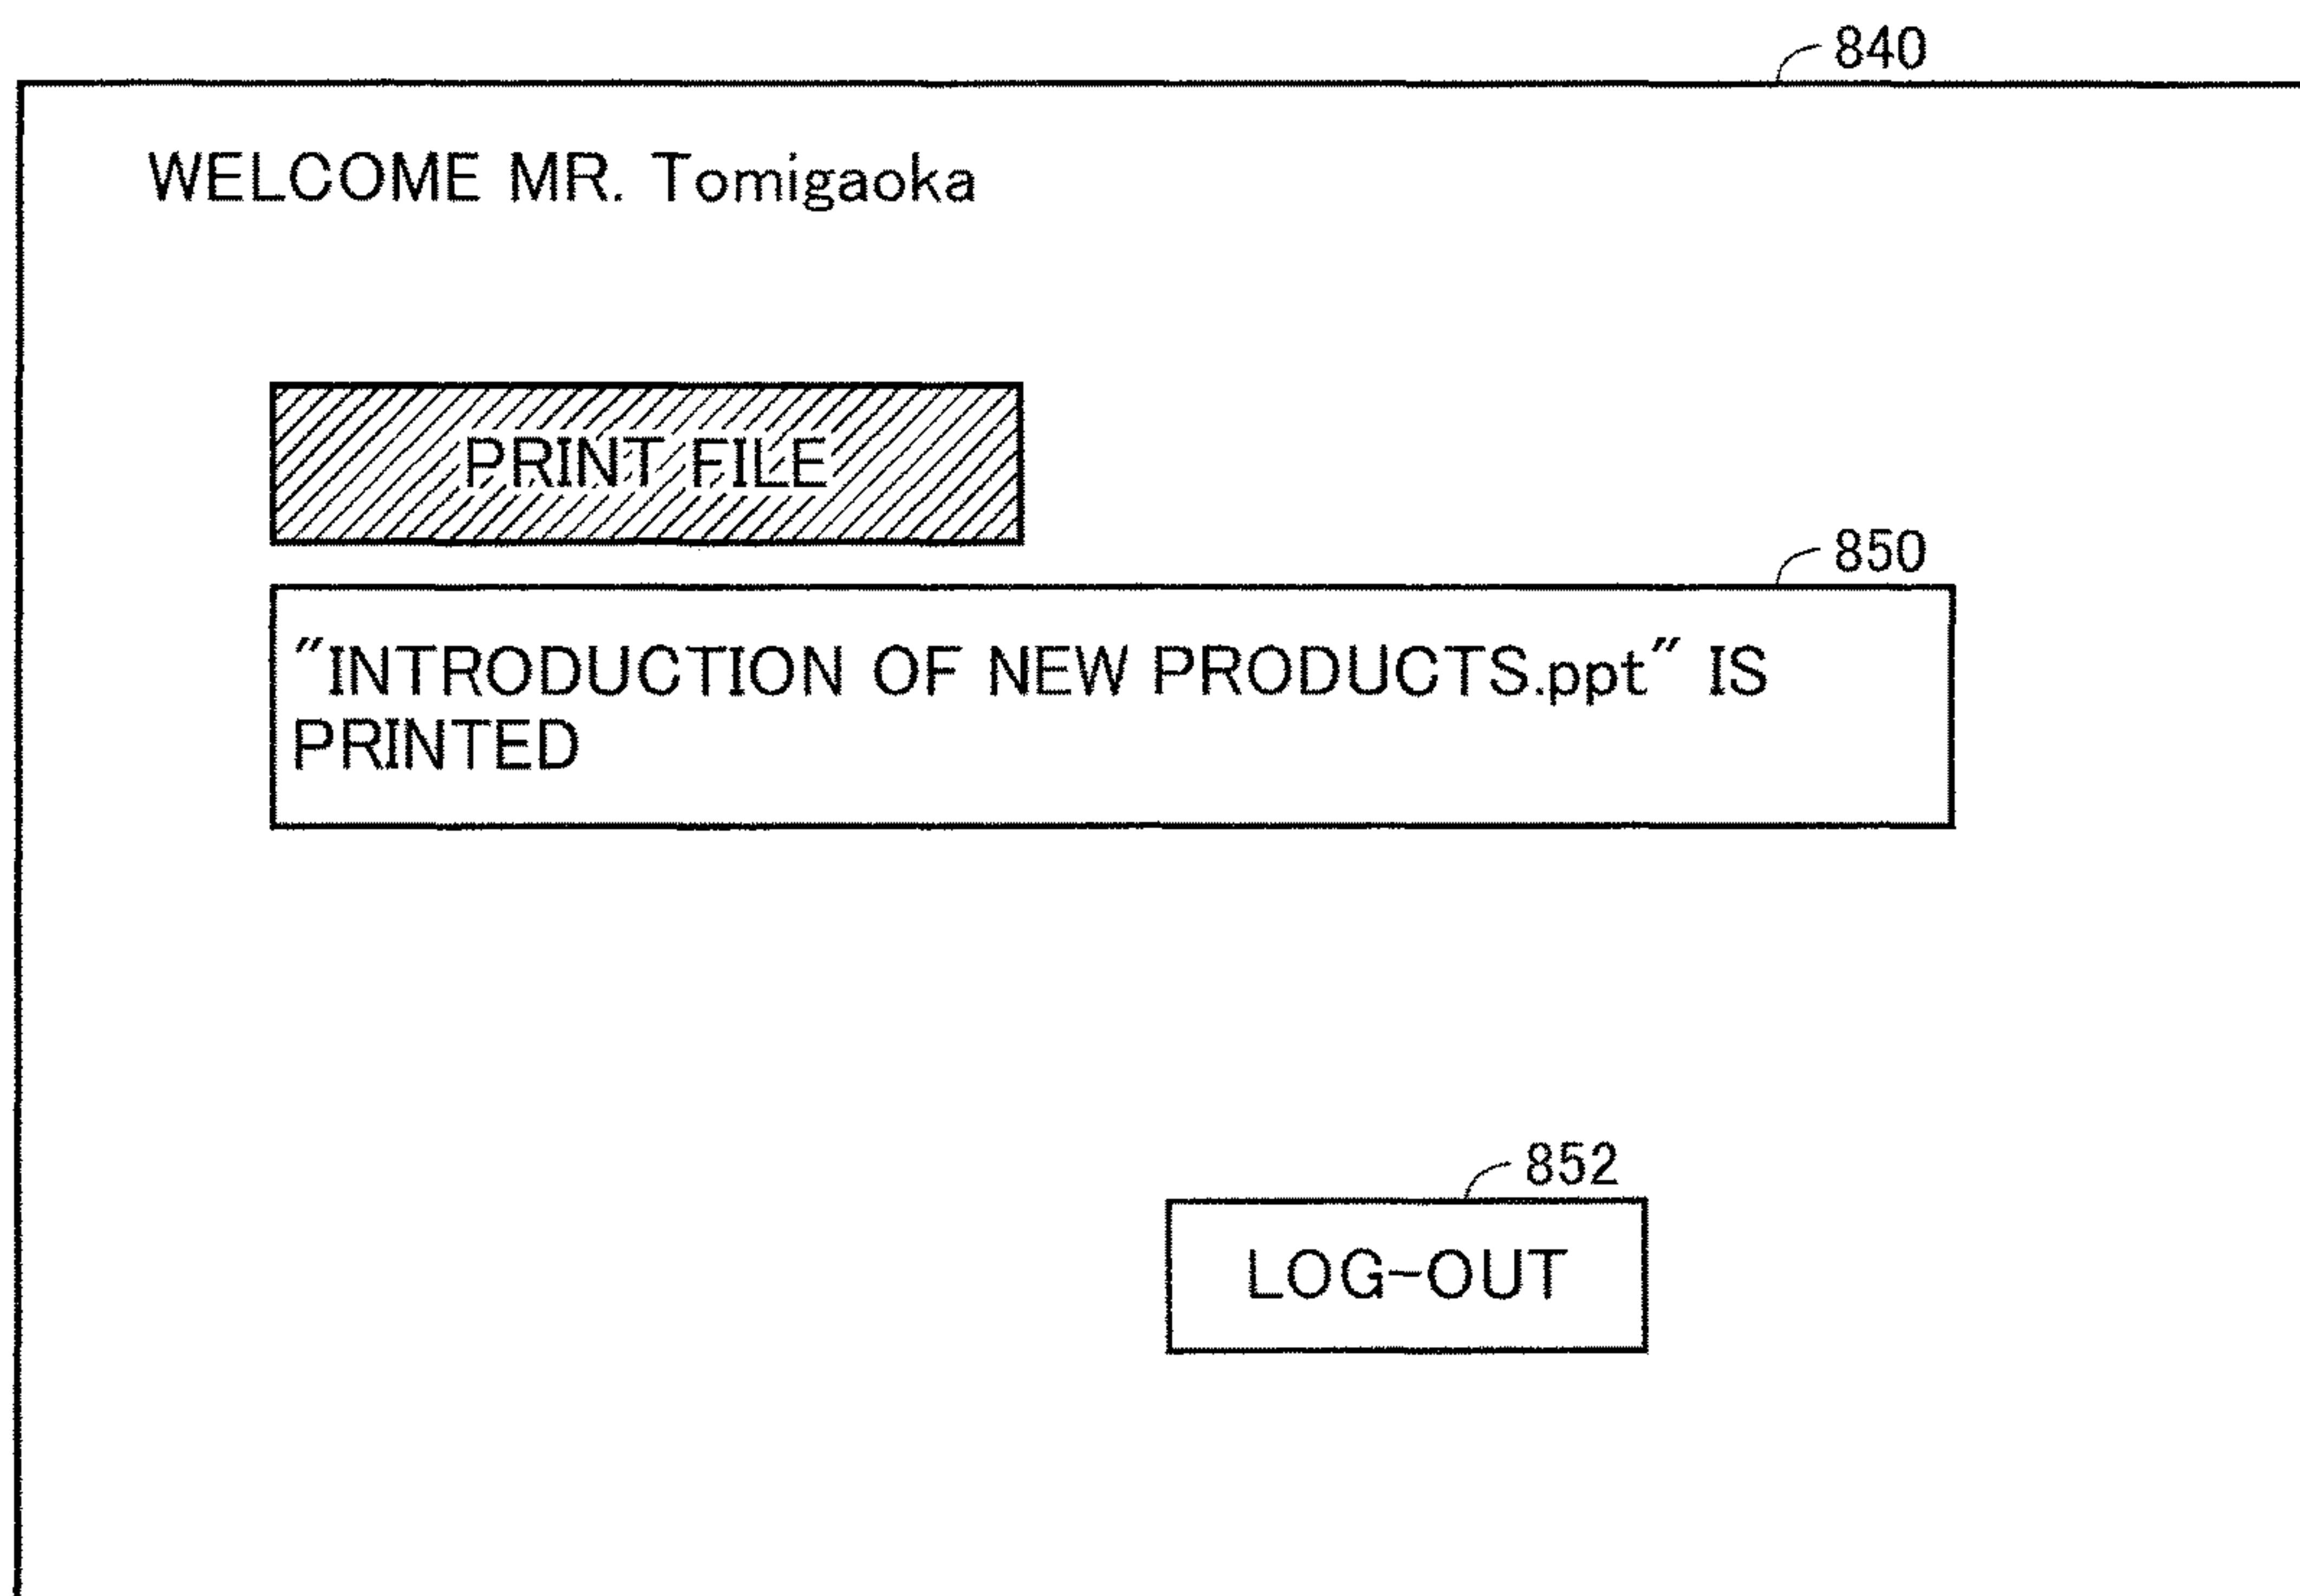 840
WELCOME MR. Tomigaoka
PRINT FILE
850
"INTRODUCTION OF NEW PRODUCTS.ppt" IS
PRINTED
852
LOG-OUT